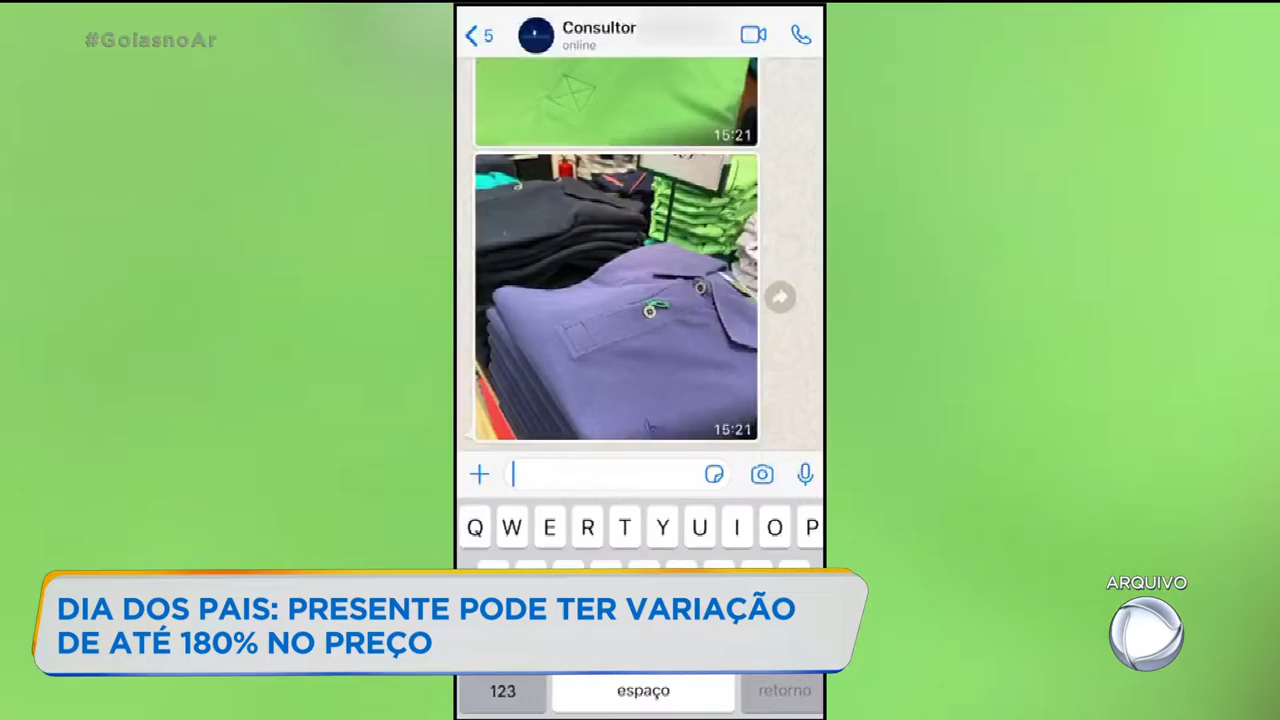 #GoIasnoAr
5
Consultor
online
15:21
15:21
Q W E R T Y U I O P
ARQUIVO
DIA DOS PAIS: PRESENTE PODE TER VARIAÇÃO
DE ATÉ 180% NO PREÇO
123
espaço
retorno